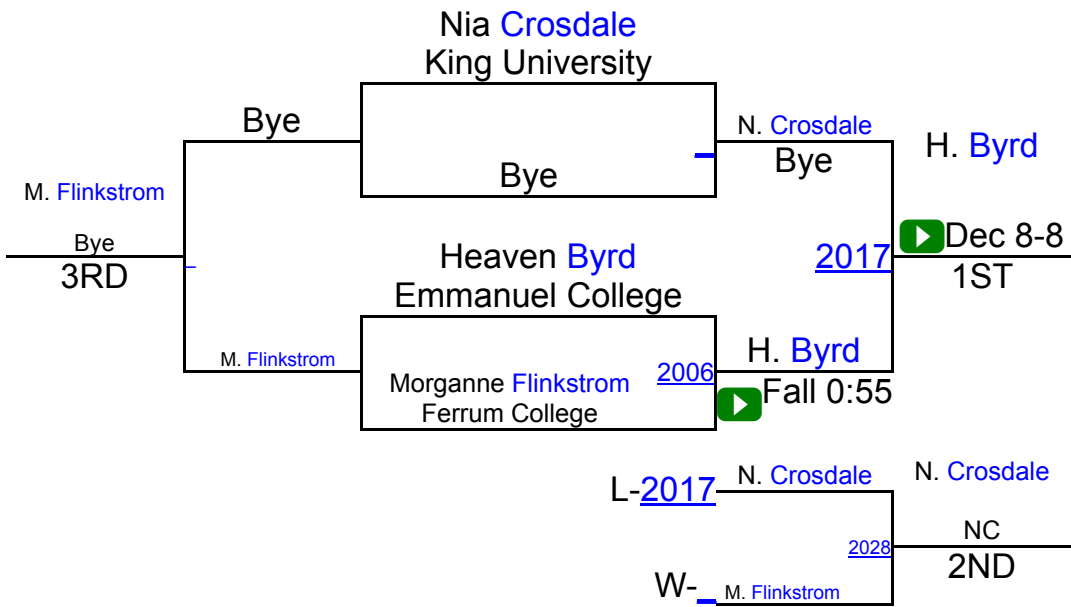 Nia Crosdale
King University
Bye
N. Crosdale
Bye
Bye
H. Byrd
M. Flinkstrom
Bye
3RD
Heaven Byrd
Emmanuel College
2017
Dec 8-8
1ST
M. Flinkstrom
Morganne Flinkstrom
Ferrum College
2006
H. Byrd
Fall 0:55
L-2017
N. Crosdale
N. Crosdale
2028
NC
2ND
W-_
M. Flinkstrom